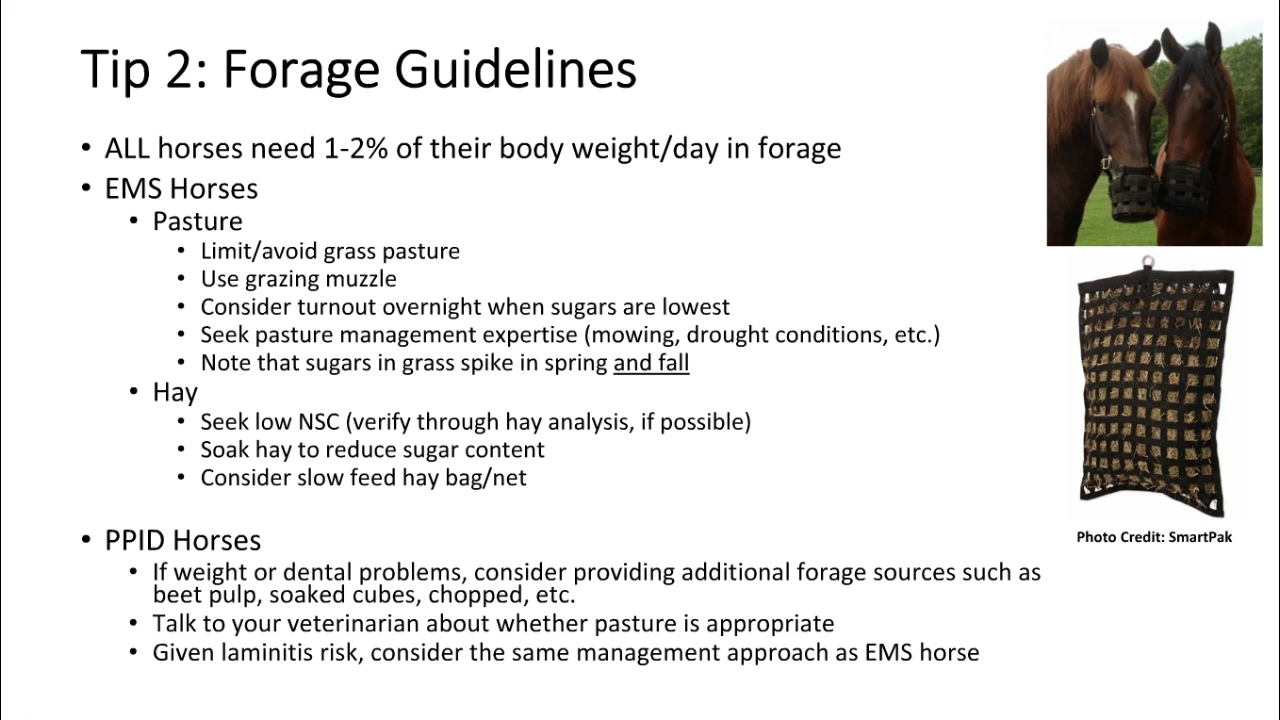 Tip 2: Forage Guidelines
• ALL horses need 1-2% of their body weight/day in forage
• EMS Horses
• Pasture
• Limit/avoid grass pasture
• Use grazing muzzle
• Consider turnout overnight when sugars are lowest
• Seek pasture management expertise (mowing, drought conditions, etc.)
• Note that sugars in grass spike in spring and fall
• Hay
• Seek low NSC (verify through hay analysis, if possible)
• Soak hay to reduce sugar content
• Consider slow feed hay bag/net
• PPID Horses
• If weight or dental problems, consider providing additional forage sources such as
beet pulp, soaked cubes, chopped, etc.
• Talk to your veterinarian about whether pasture is appropriate
• Given laminitis risk, consider the same management approach as EMS horse
Photo Credit: SmartPak